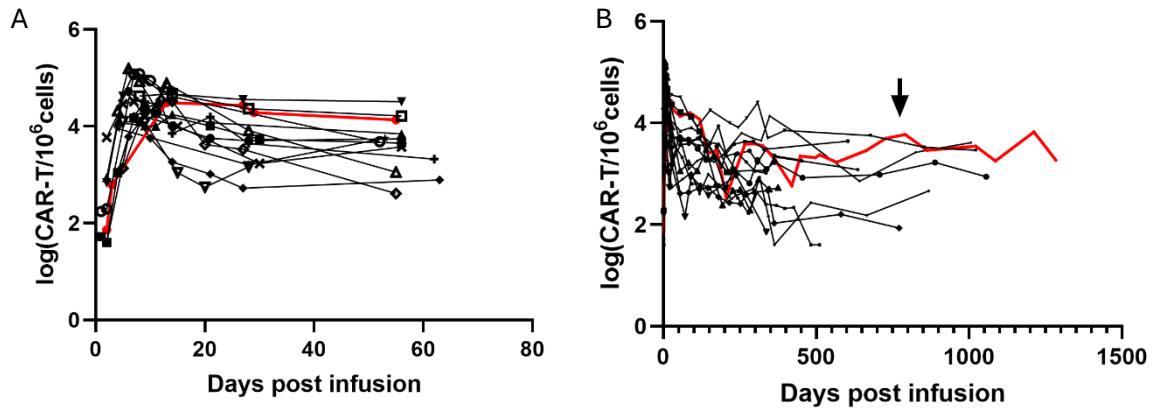 A
log(CAR-T/10⁶cells)
6
4
2
0
0 20 40 60 80
Days post infusion
B
log(CAR-T/10⁶cells)
6
4
2
0
0 500 1000 1500
Days post infusion